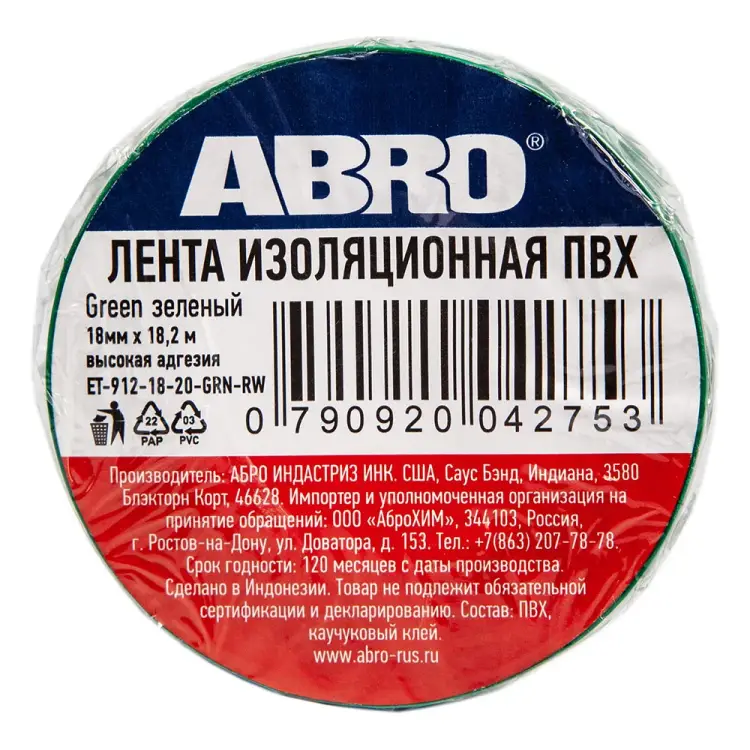 ABRO®
ЛЕНТА ИЗОЛЯЦИОННАЯ ПВХ
Green зеленый
18мм x 18,2 м
высокая адгезия
ET-912-18-20-GRN-RW
22 03
PAP PVC
0 790920 042753
Производитель: АБРО ИНДАСТРИЗ ИНК. США, Саус Бэнд, Индиана, 3580
Блэкторн Корт, 46628. Импортер и уполномоченная организация на
принятие обращений: ООО «АброХИМ», 344103, Россия,
г. Ростов-на-Дону, ул. Доватора, д. 153. Тел.: +7(863) 207-78-78.
Срок годности: 120 месяцев с даты производства.
Сделано в Индонезии. Товар не подлежит обязательной
сертификации и декларированию. Состав: ПВХ,
каучуковый клей.
www.abro-rus.ru